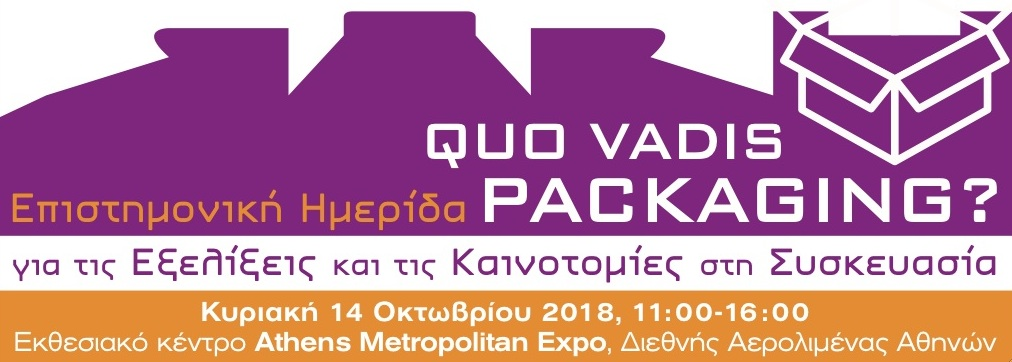 QUO VADIS
Επιστημονική Ημερίδα PACKAGING?
για τις Εξελίξεις και τις Καινοτομίες στη Συσκευασία
Κυριακή 14 Οκτωβρίου 2018, 11:00-16:00
Εκθεσιακό κέντρο Athens Metropolitan Expo, Διεθνής Αερολιμένας Αθηνών